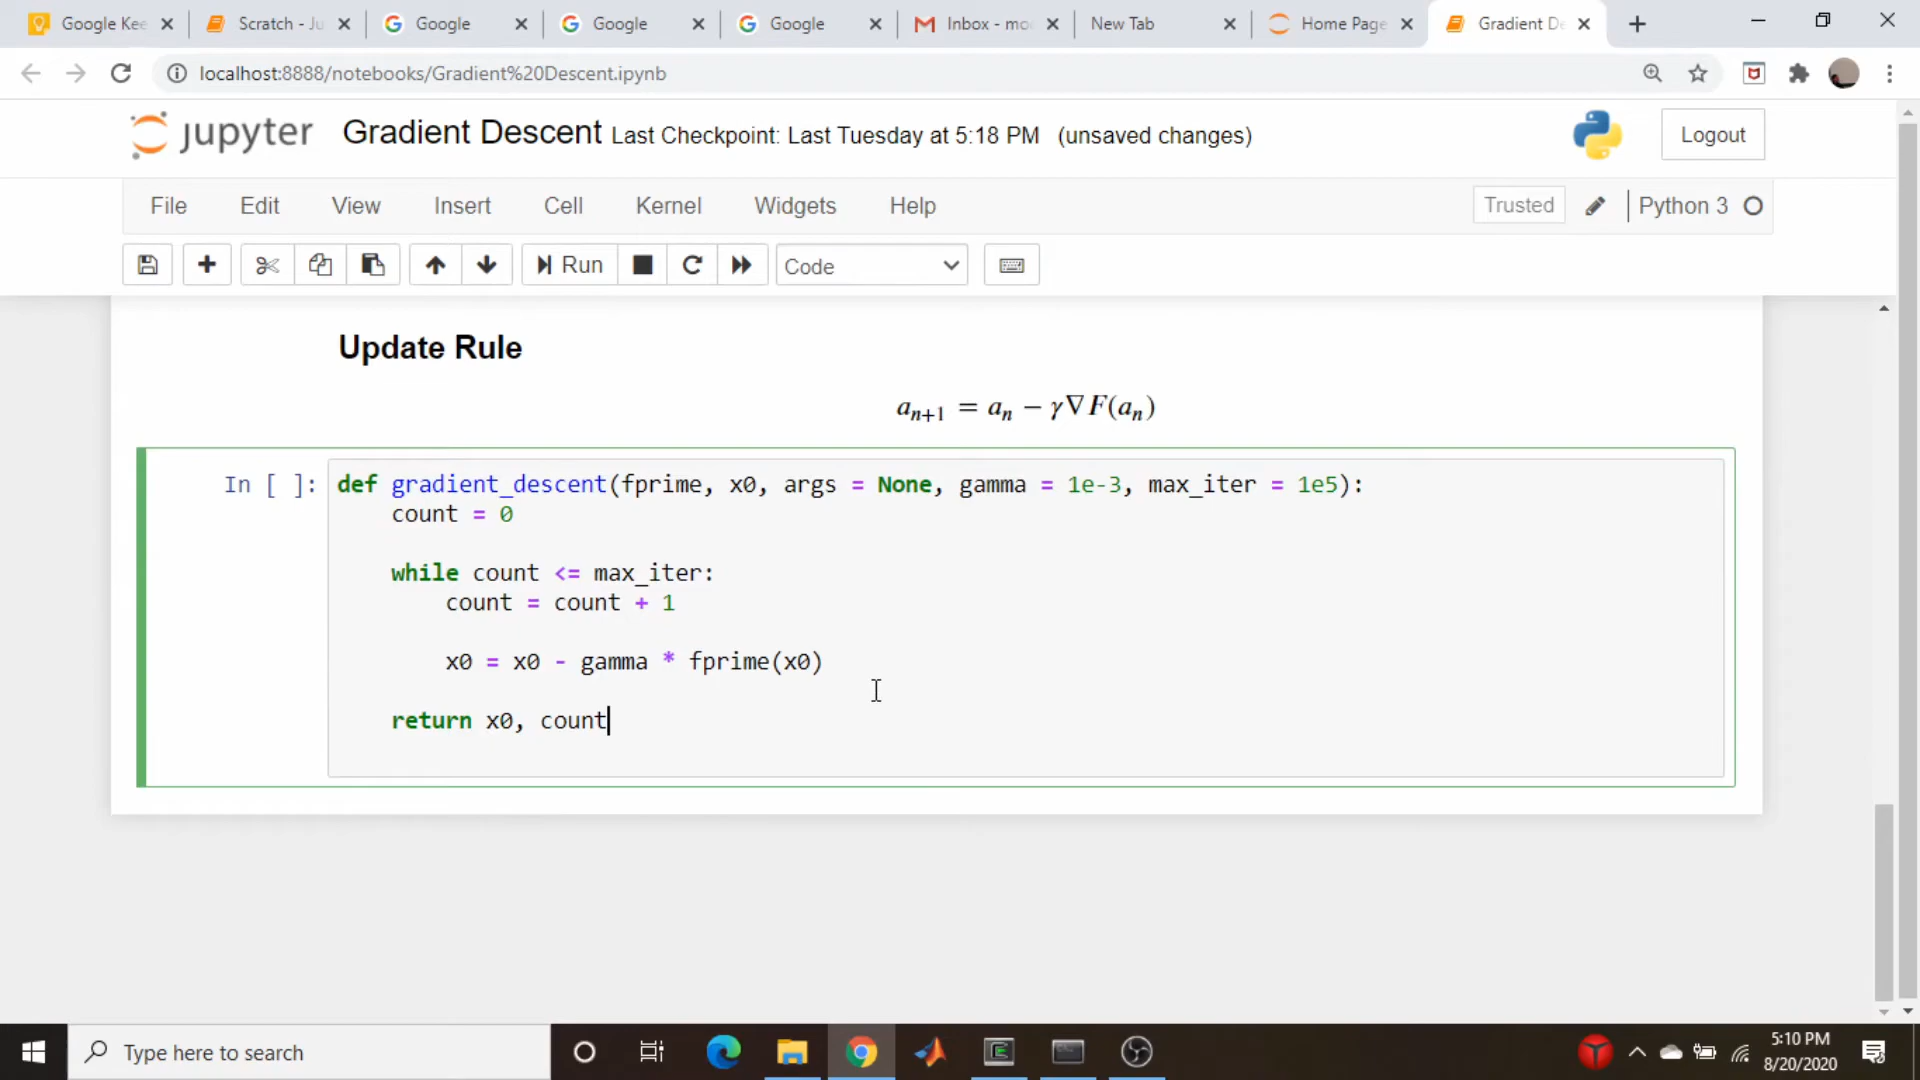 Google Kee
Scratch - Ju
Google
Google
Google
Inbox - mo
New Tab
Home Page
Gradient De
localhost:8888/notebooks/Gradient%20Descent.ipynb
jupyter Gradient Descent Last Checkpoint: Last Tuesday at 5:18 PM (unsaved changes)
Logout
File Edit View Insert Cell Kernel Widgets Help
Trusted
Python 3
Run
Code
Update Rule
aₙ₊₁ = aₙ − γ∇F(aₙ)
In [ ]:
def gradient_descent(fprime, x0, args = None, gamma = 1e-3, max_iter = 1e5):
    count = 0
    while count <= max_iter:
        count = count + 1
        x0 = x0 - gamma * fprime(x0)
    return x0, count
Type here to search
5:10 PM
8/20/2020